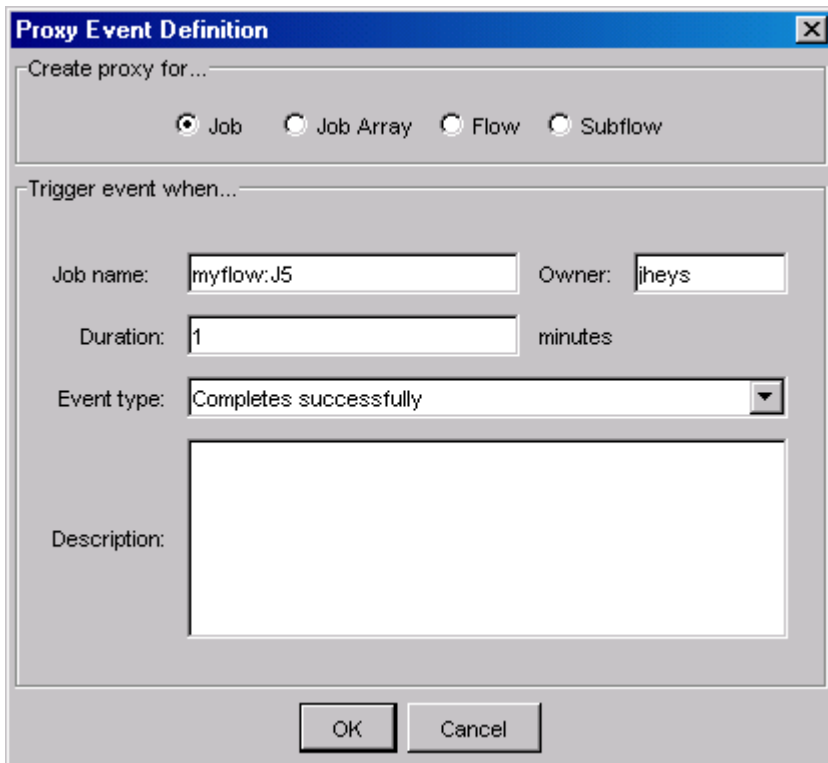 Proxy Event Definition
Create proxy for...
Job Job Array Flow Subflow
Trigger event when...
Job name: myflow:J5 Owner: jheys
Duration: 1 minutes
Event type: Completes successfully
Description:
OK Cancel